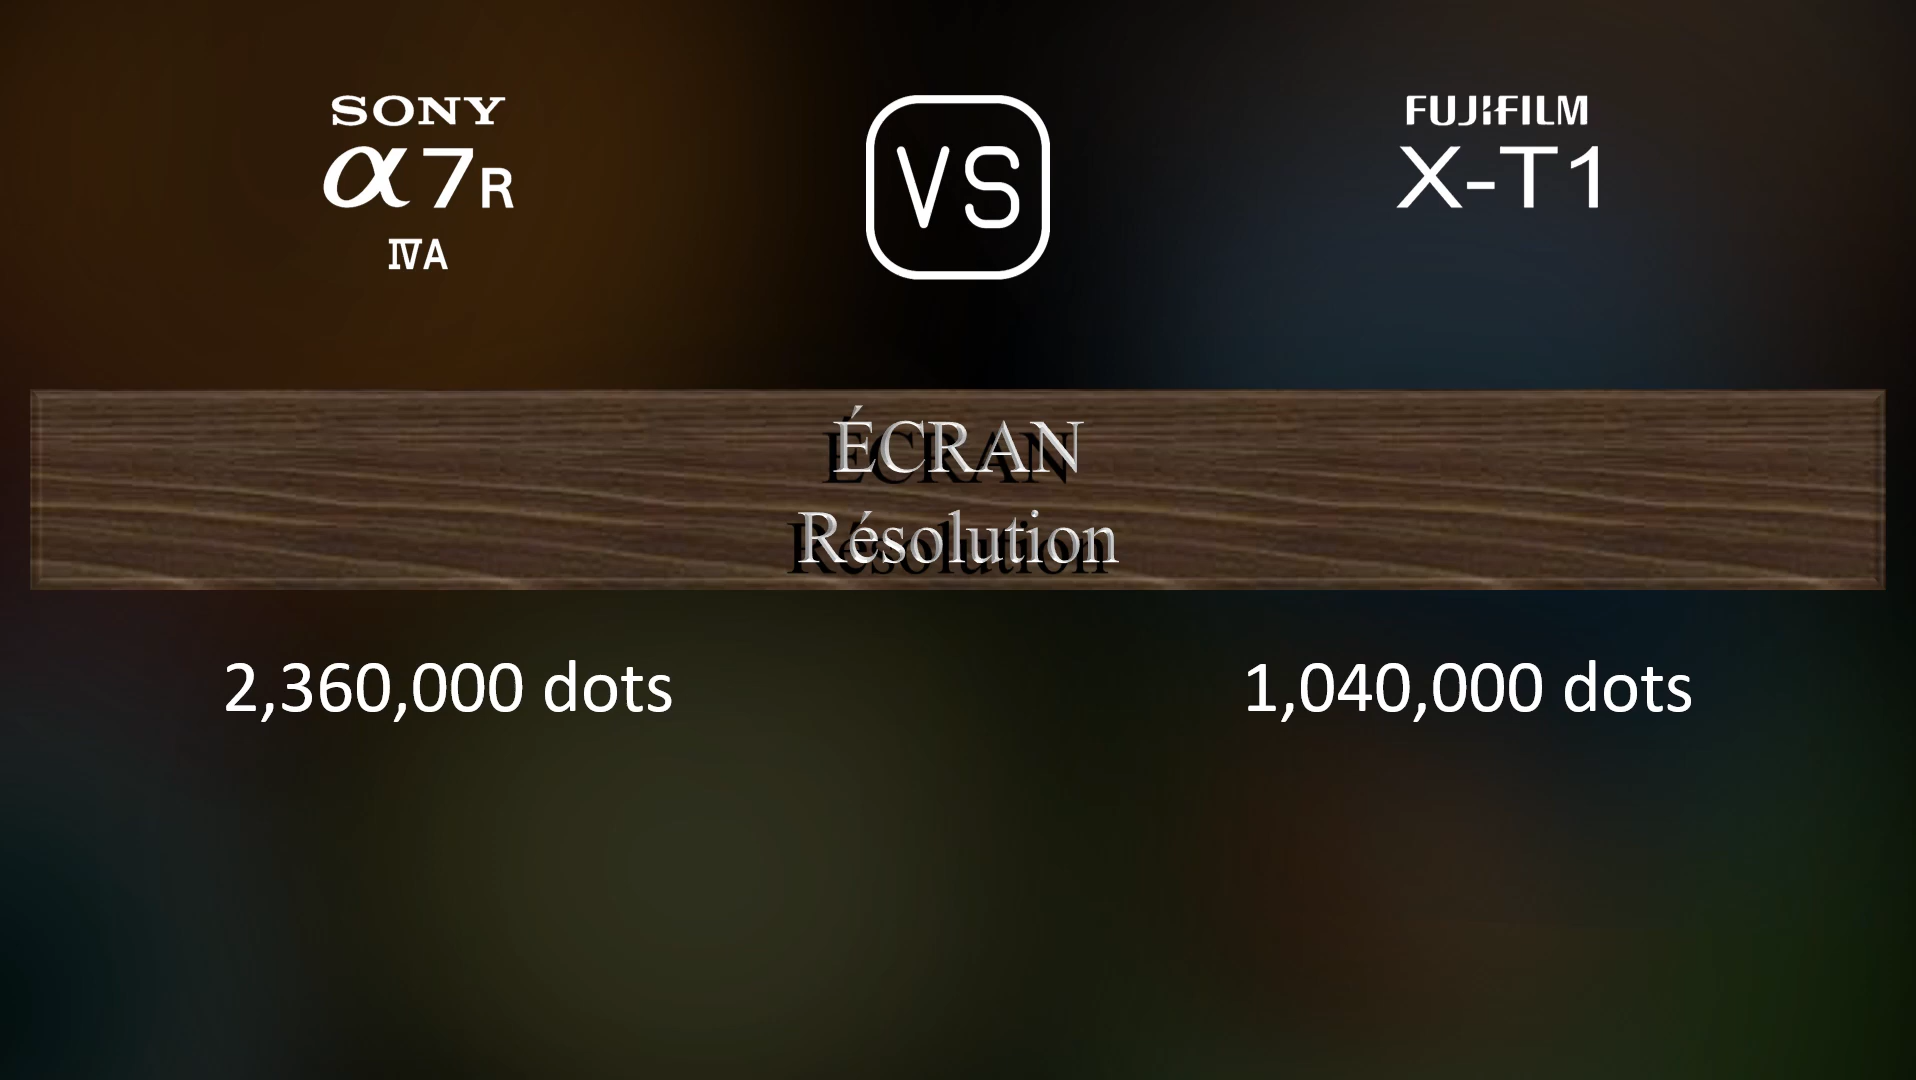 SONY
α7R
IVA
VS
FUJIFILM
X-T1
ÉCRAN
Résolution
2,360,000 dots
1,040,000 dots